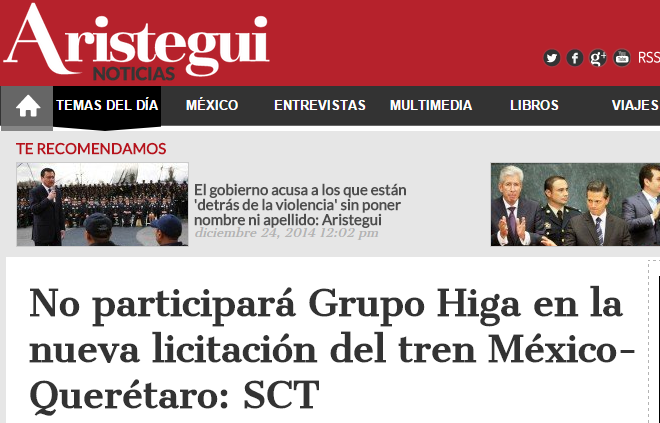 Aristegui
NOTICIAS
RSS
TEMAS DEL DÍA MÉXICO ENTREVISTAS MULTIMEDIA LIBROS VIAJES
TE RECOMENDAMOS
El gobierno acusa a los que están
'detrás de la violencia' sin poner
nombre ni apellido: Aristegui
diciembre 24, 2014 12:02 pm
No participará Grupo Higa en la
nueva licitación del tren México-
Querétaro: SCT